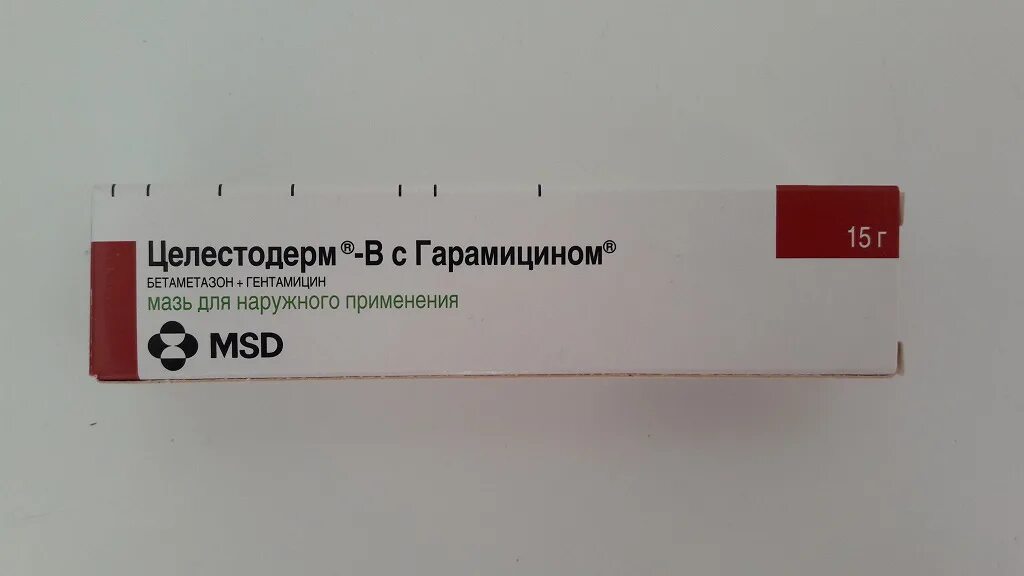 Целестодерм®-В с Гарамицином®
БЕТАМЕТАЗОН + ГЕНТАМИЦИН
мазь для наружного применения
MSD
15 г